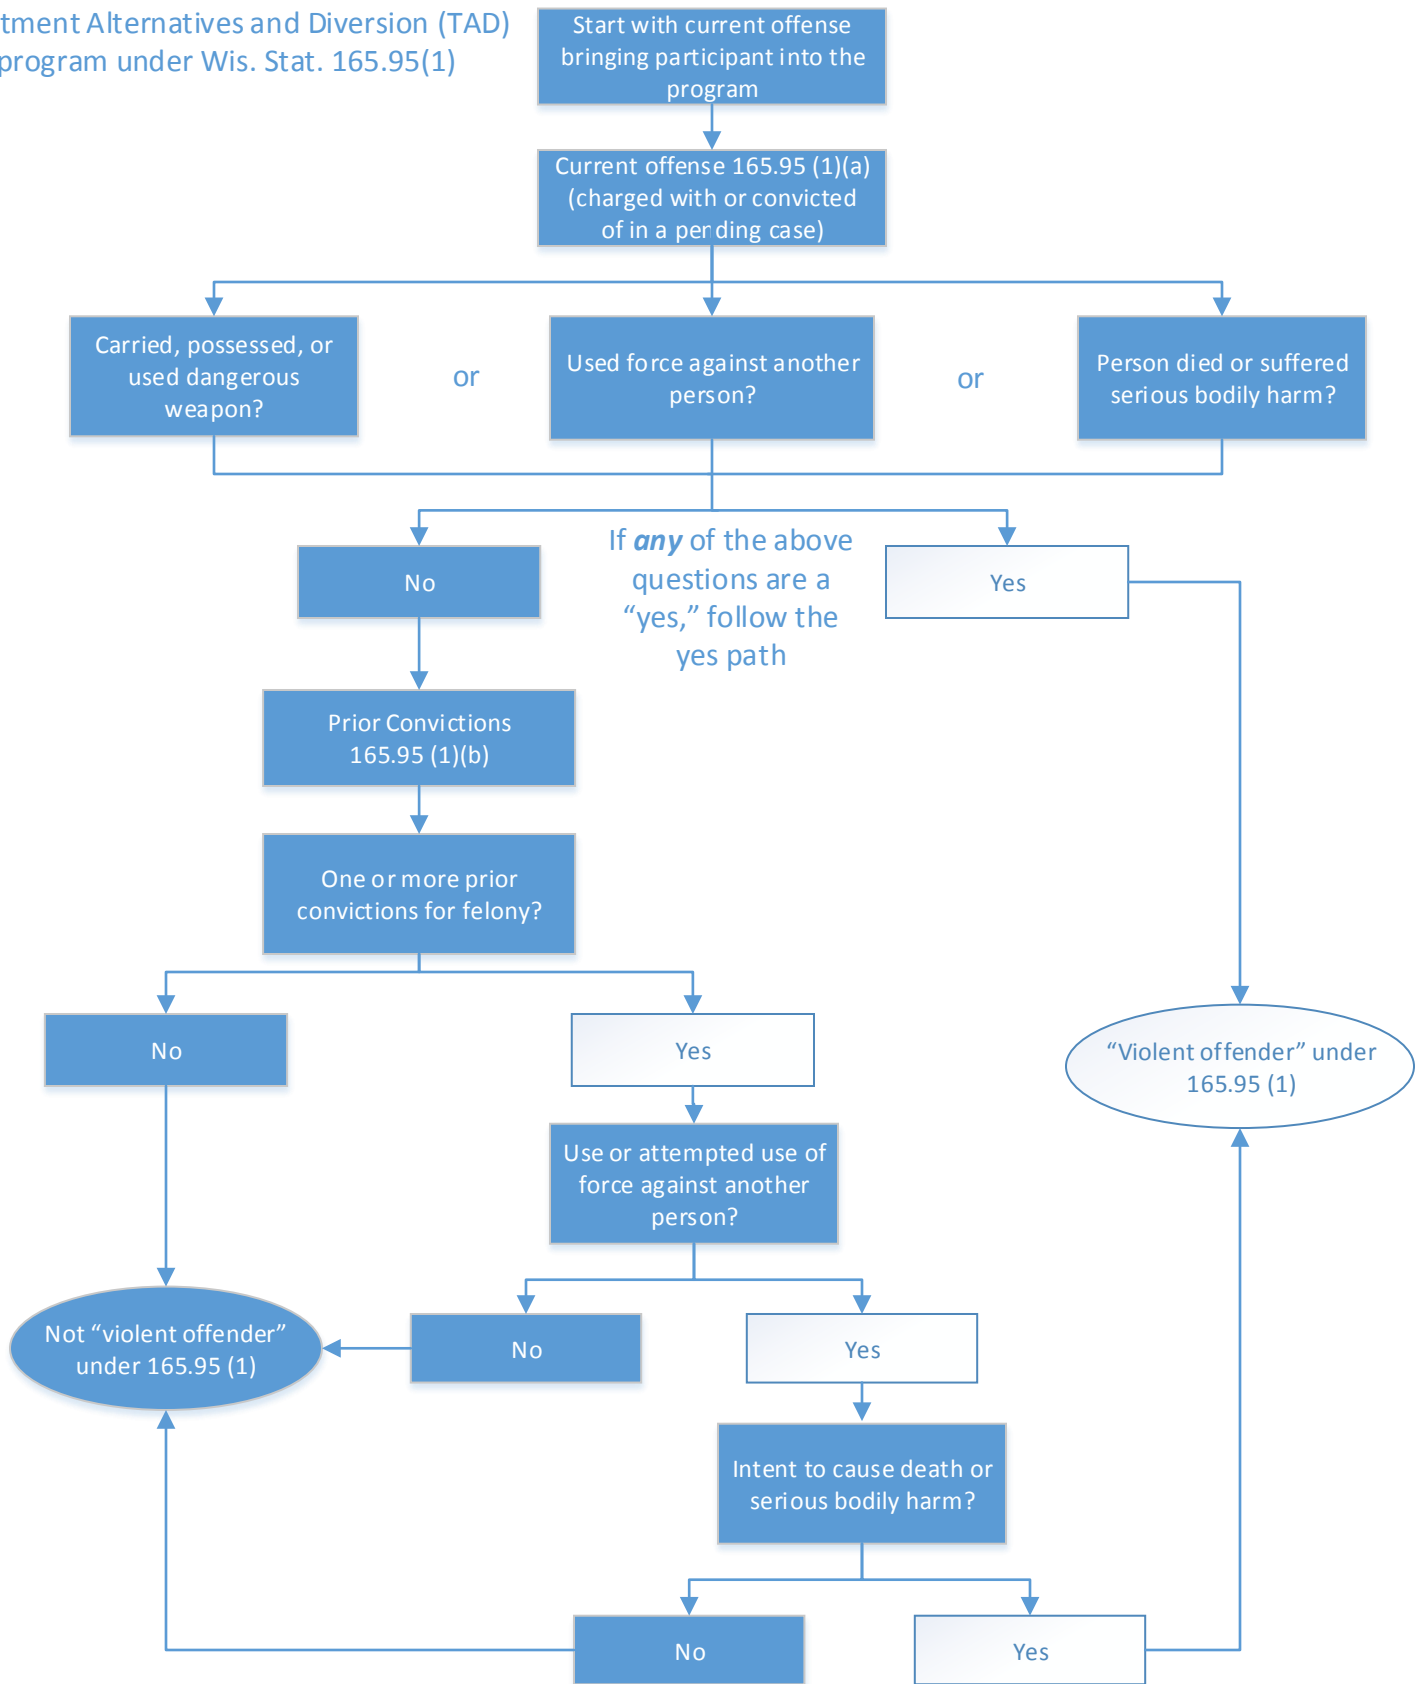 tment Alternatives and Diversion (TAD)
program under Wis. Stat. 165.95(1)
Start with current offense
bringing participant into the
program
Current offense 165.95 (1)(a)
(charged with or convicted
of in a pending case)
Carried, possessed, or
used dangerous
weapon?
or
Used force against another
person?
or
Person died or suffered
serious bodily harm?
No
If any of the above
questions are a
“yes,” follow the
yes path
Yes
Prior Convictions
165.95 (1)(b)
One or more prior
convictions for felony?
No
Yes
“Violent offender” under
165.95 (1)
Use or attempted use of
force against another
person?
Not “violent offender”
under 165.95 (1)
No
Yes
Intent to cause death or
serious bodily harm?
No
Yes